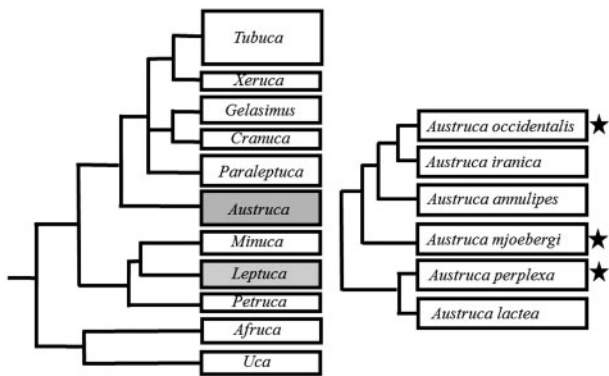 Tubuca
Xeruca
Gelasimus
Cranuca
Paraleptuca
Austruca
Minuca
Leptuca
Petruca
Afruca
Uca
Austruca occidentalis
Austruca iranica
Austruca annulipes
Austruca mjoebergi
Austruca perplexa
Austruca lactea